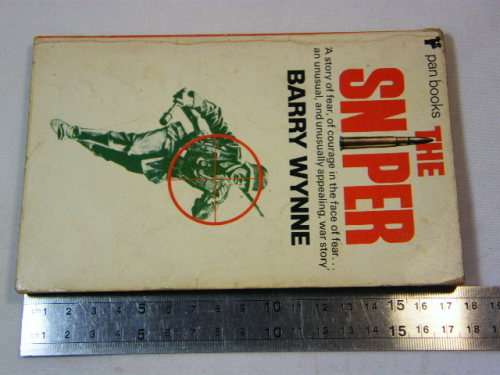 pan books
THE
SNIPER
'A story of fear, of courage in the face of fear...
an unusual, and unusually appealing, war story'
BARRY WYNNE
1 2 3 4 5 6 7 8 9 10 11 12 13 14 15 16 17 18
1 2 3 4 5 6 7 8 9 10 11 12 13 14 15 16 17 18